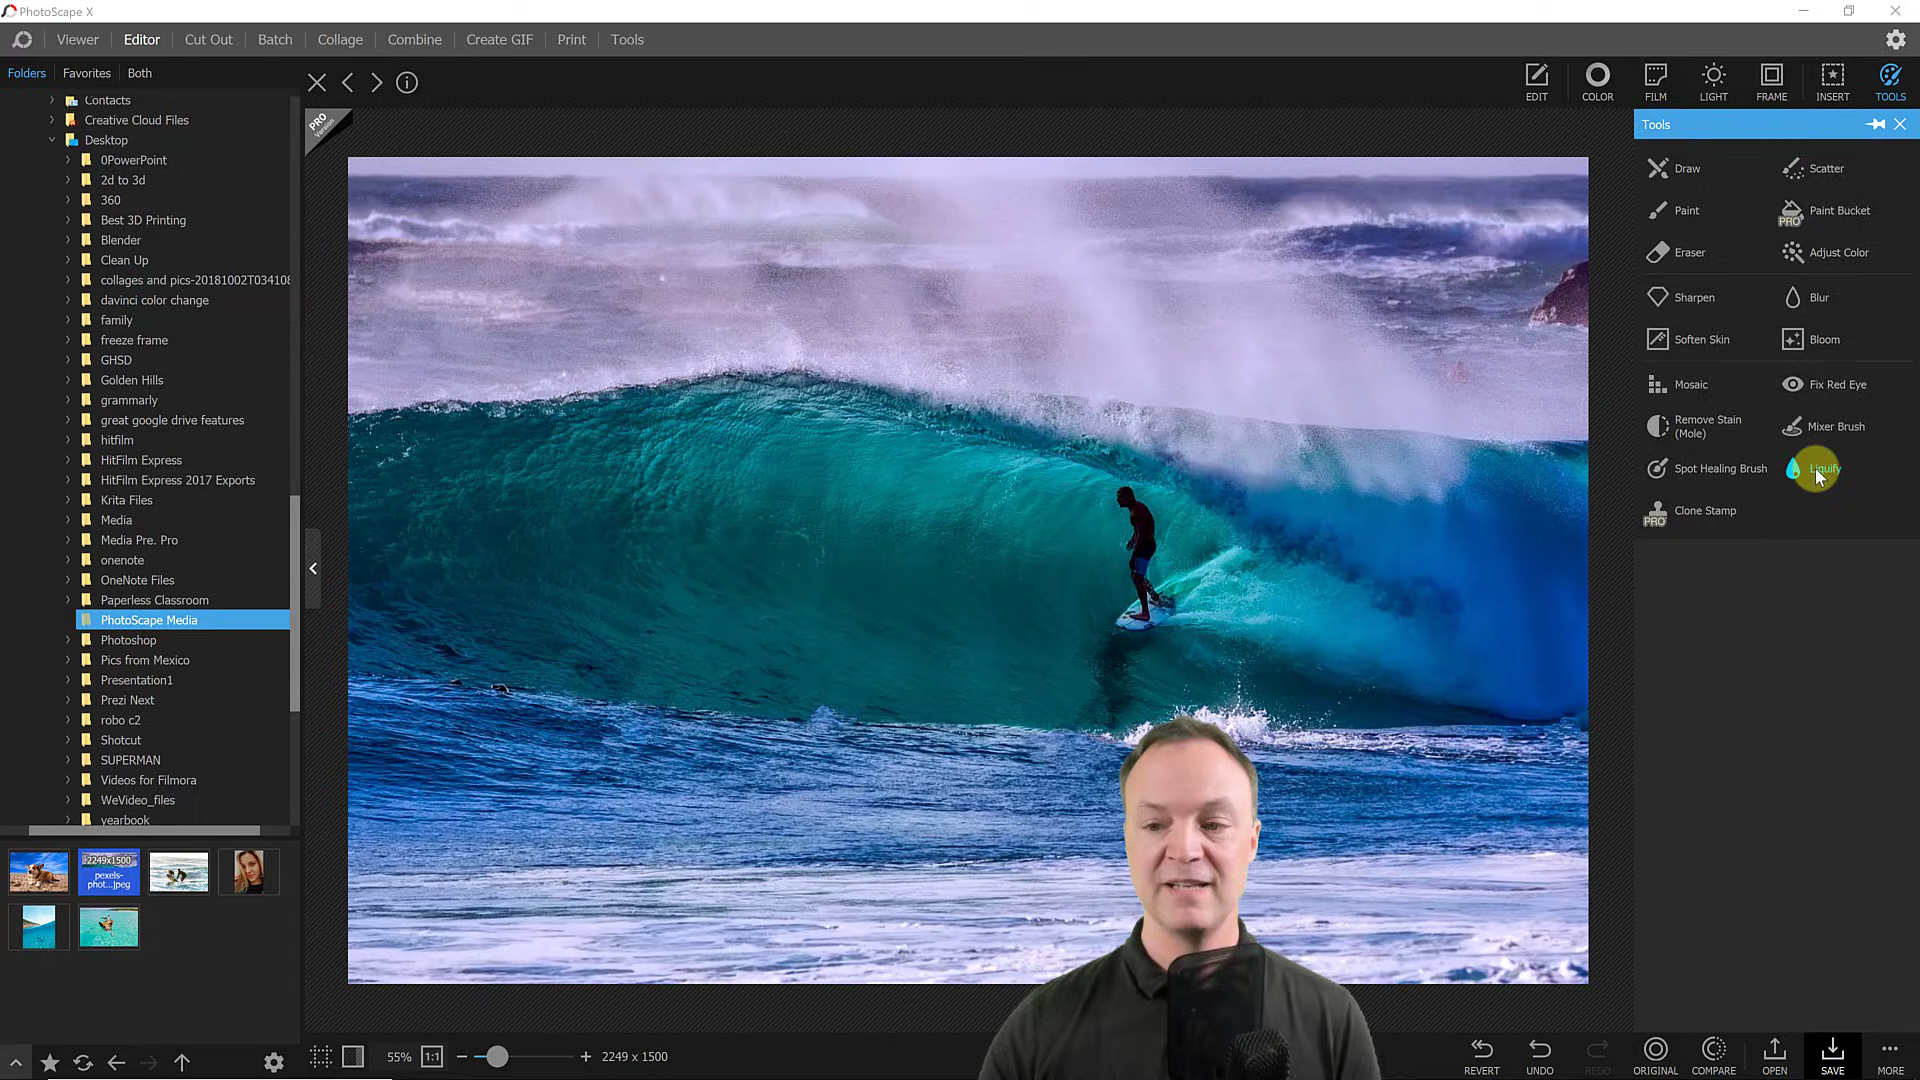 PhotoScape X
Viewer
Editor
Cut Out
Batch
Collage
Combine
Create GIF
Print
Tools
Folders
Favorites
Both
EDIT
COLOR
FILM
LIGHT
FRAME
INSERT
TOOLS
PRO
Version
Contacts
Creative Cloud Files
Desktop
0PowerPoint
2d to 3d
360
Best 3D Printing
Blender
Clean Up
collages and pics-20181002T034108
davinci color change
family
freeze frame
GHSD
Golden Hills
grammarly
great google drive features
hitfilm
HitFilm Express
HitFilm Express 2017 Exports
Krita Files
Media
Media Pre. Pro
onenote
OneNote Files
Paperless Classroom
PhotoScape Media
Photoshop
Pics from Mexico
Presentation1
Prezi Next
robo c2
Shotcut
SUPERMAN
Videos for Filmora
WeVideo_files
yearbook
2249x1500
pexels-
phot...jpeg
Tools
Draw
Scatter
Paint
PRO
Paint Bucket
Eraser
Adjust Color
Sharpen
Blur
Soften Skin
Bloom
Mosaic
Fix Red Eye
Remove Stain
(Mole)
Mixer Brush
Spot Healing Brush
Liquify
PRO
Clone Stamp
55%
1:1
2249 x 1500
REVERT
UNDO
REDO
ORIGINAL
COMPARE
OPEN
SAVE
MORE